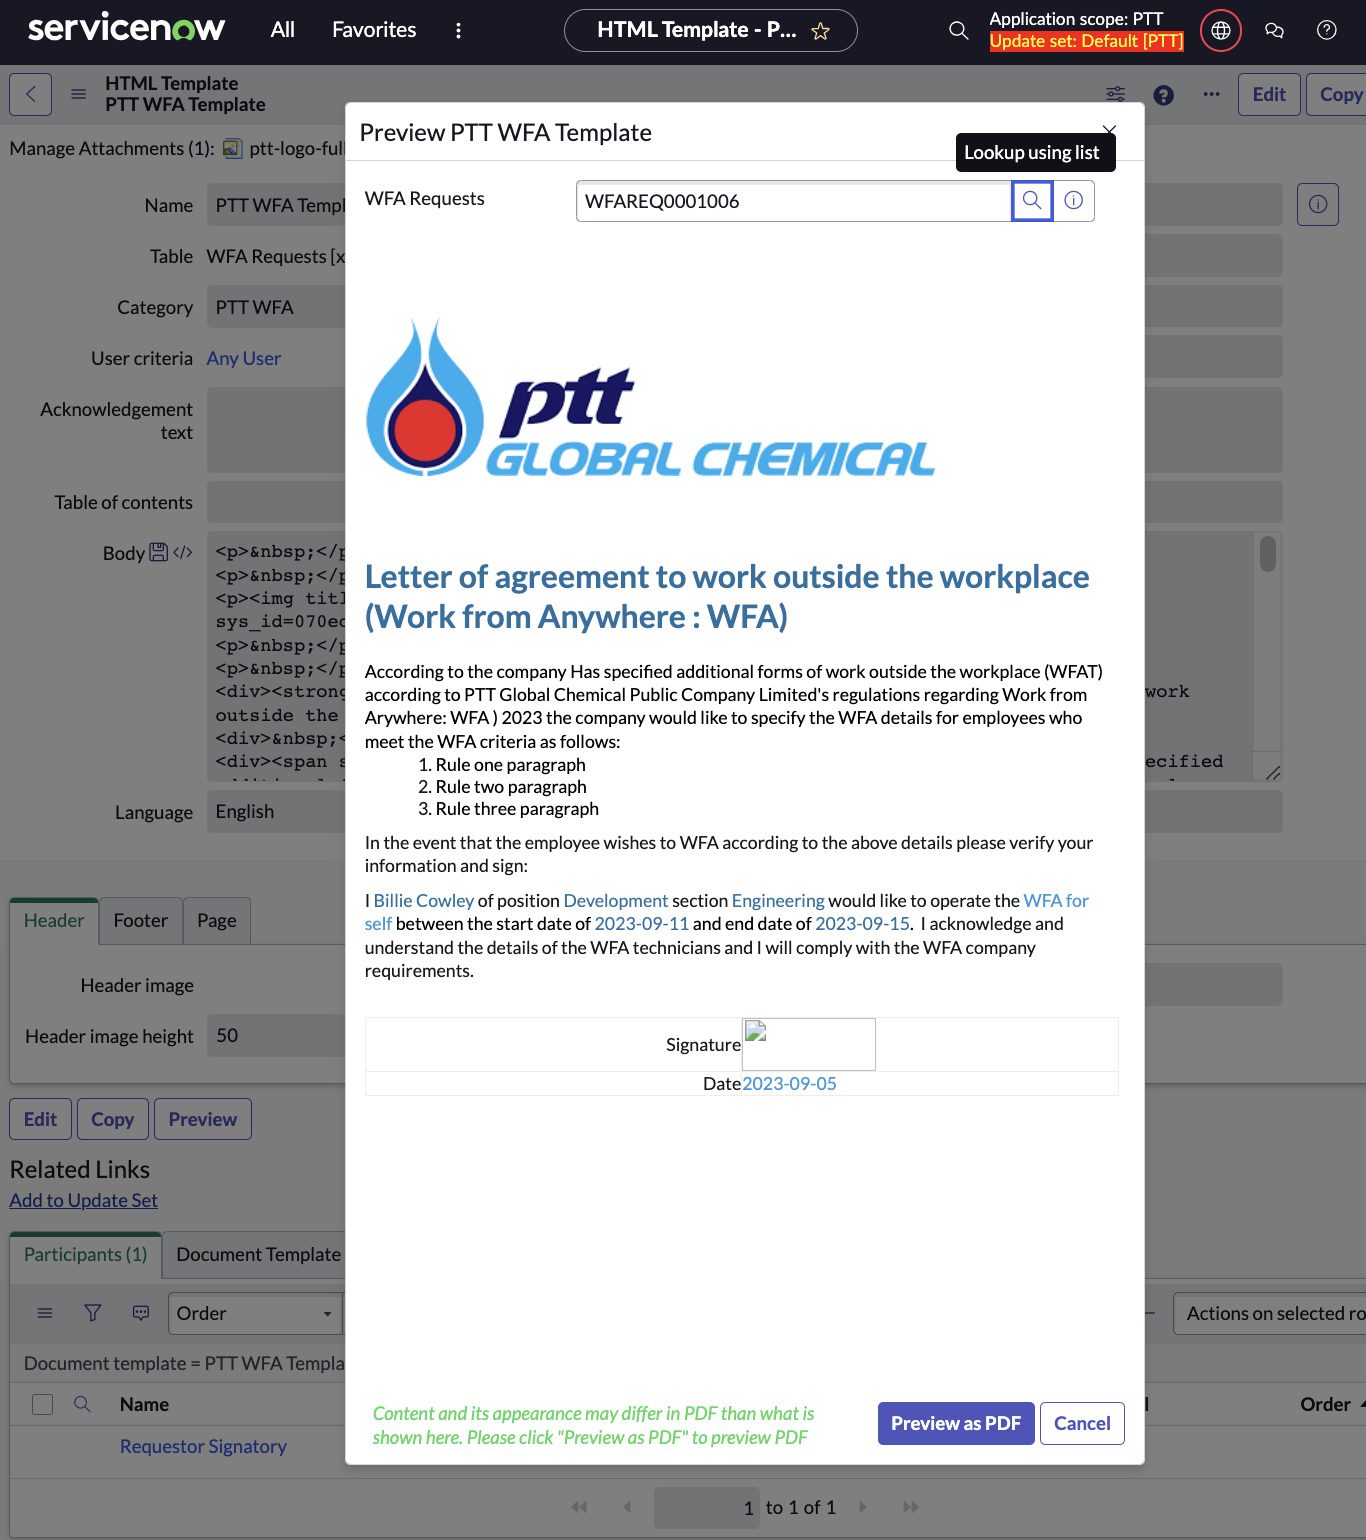 servicenow
All
Favorites
HTML Template - P...
Application scope: PTT
Update set: Default [PTT]
HTML Template
PTT WFA Template
Edit
Copy
Manage Attachments (1):
ptt-logo-ful
Preview PTT WFA Template
Lookup using list
WFA Requests
WFAREQ0001006
Name
PTT WFA Templ
Table
WFA Requests [x
Category
PTT WFA
User criteria
Any User
Acknowledgement
text
Table of contents
Body
<p>&nbsp;</p
<p>&nbsp;</p
<p><img titl
sys_id=070ec
<p>&nbsp;</p
<p>&nbsp;</p
<div><strong
work
outside the
<div>&nbsp;<
<div><span s
ecified
Language
English
ptt
GLOBAL CHEMICAL
Letter of agreement to work outside the workplace
(Work from Anywhere : WFA)
According to the company Has specified additional forms of work outside the workplace (WFAT)
according to PTT Global Chemical Public Company Limited's regulations regarding Work from
Arywhere: WFA ) 2023 the company would like to specify the WFA details for employees who
meet the WFA criteria as follows:
1. Rule one paragraph
2. Rule two paragraph
3. Rule three paragraph
In the event that the employee wishes to WFA according to the above details please verify your
information and sign:
I Billie Cowley of position Development section Engineering would like to operate the WFA for
self between the start date of 2023-09-11 and end date of 2023-09-15. I acknowledge and
understand the details of the WFA technicians and I will comply with the WFA company
requirements.
Signature
Date 2023-09-05
Header
Footer
Page
Header image
Header image height
50
Edit
Copy
Preview
Related Links
Add to Update Set
Participants (1)
Document Template
Order
Actions on selected ro
Document template = PTT WFA Templa
Name
Order
Requestor Signatory
Content and its appearance may differ in PDF than what is
shown here. Please click "Preview as PDF" to preview PDF
Preview as PDF
Cancel
1 to 1 of 1